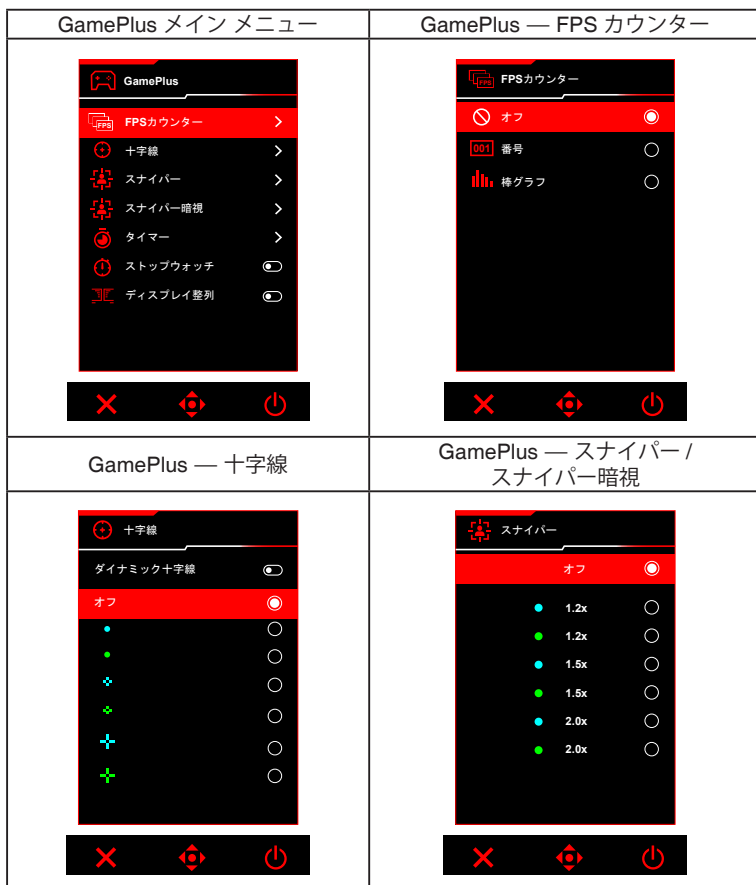 GamePlus メイン メニュー
GamePlus — FPS カウンター
GamePlus
FPS FPSカウンター
十字線
スナイパー
スナイパー暗視
タイマー
ストップウォッチ
ディスプレイ整列
FPS FPSカウンター
オフ
001 番号
棒グラフ
GamePlus — 十字線
GamePlus — スナイパー /
スナイパー暗視
十字線
ダイナミック十字線
オフ
スナイパー
オフ
1.2x
1.2x
1.5x
1.5x
2.0x
2.0x